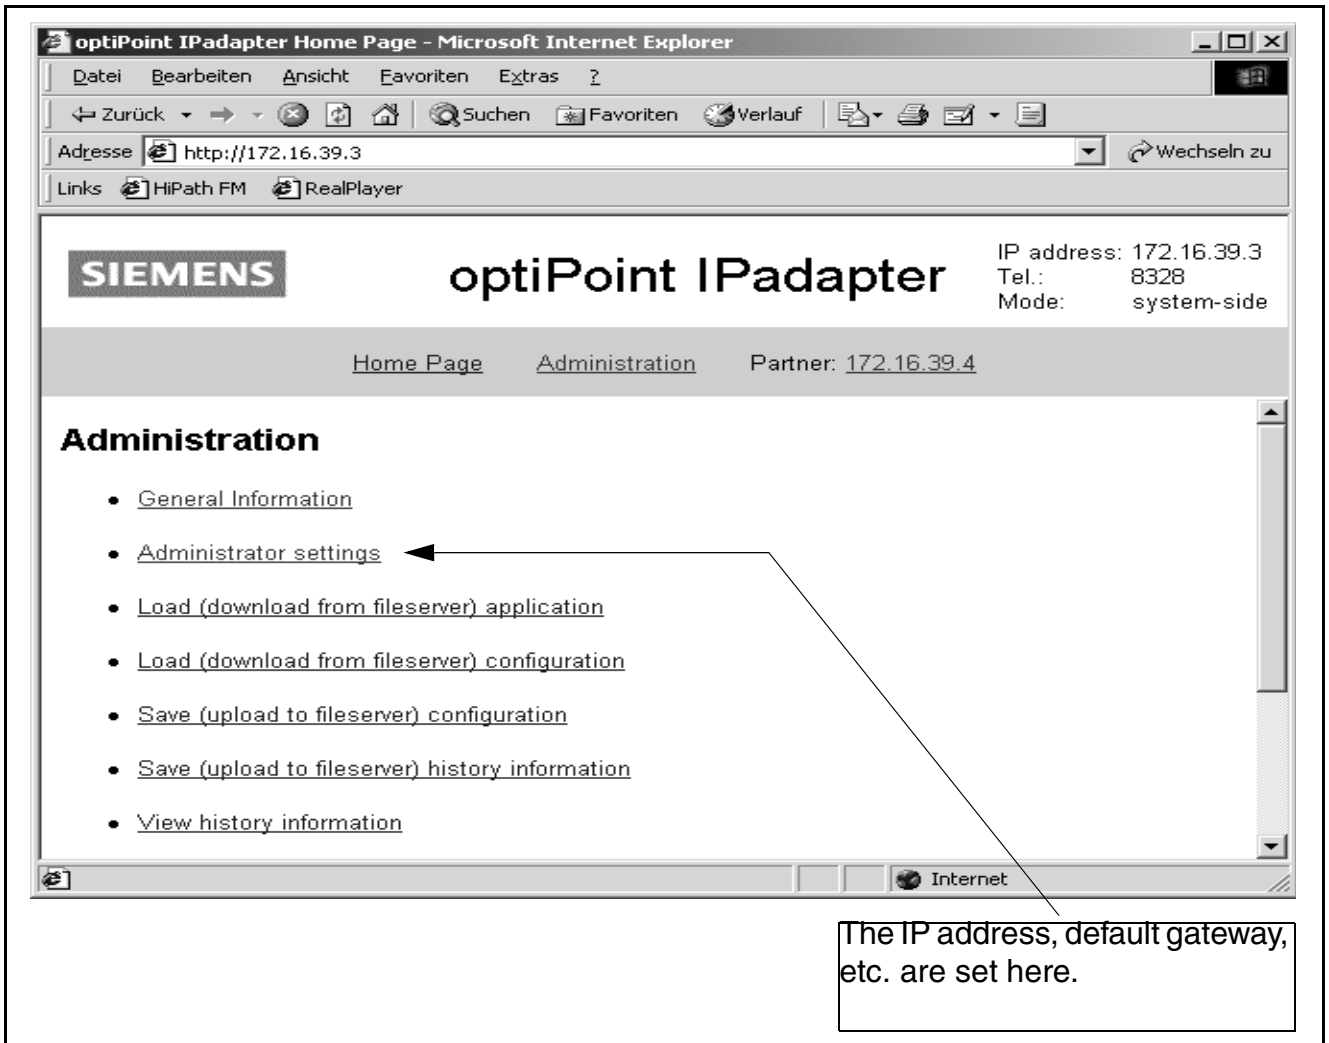 optiPoint IPadapter Home Page - Microsoft Internet Explorer
Datei Bearbeiten Ansicht Favoriten Extras ?
Zurück Suchen Favoriten Verlauf
Adresse http://172.16.39.3 Wechseln zu
Links HiPath FM RealPlayer
SIEMENS
optiPoint IPadapter
IP address: 172.16.39.3
Tel.: 8328
Mode: system-side
Home Page Administration Partner: 172.16.39.4
Administration
• General Information
• Administrator settings
• Load (download from fileserver) application
• Load (download from fileserver) configuration
• Save (upload to fileserver) configuration
• Save (upload to fileserver) history information
• View history information
Internet
The IP address, default gateway,
etc. are set here.